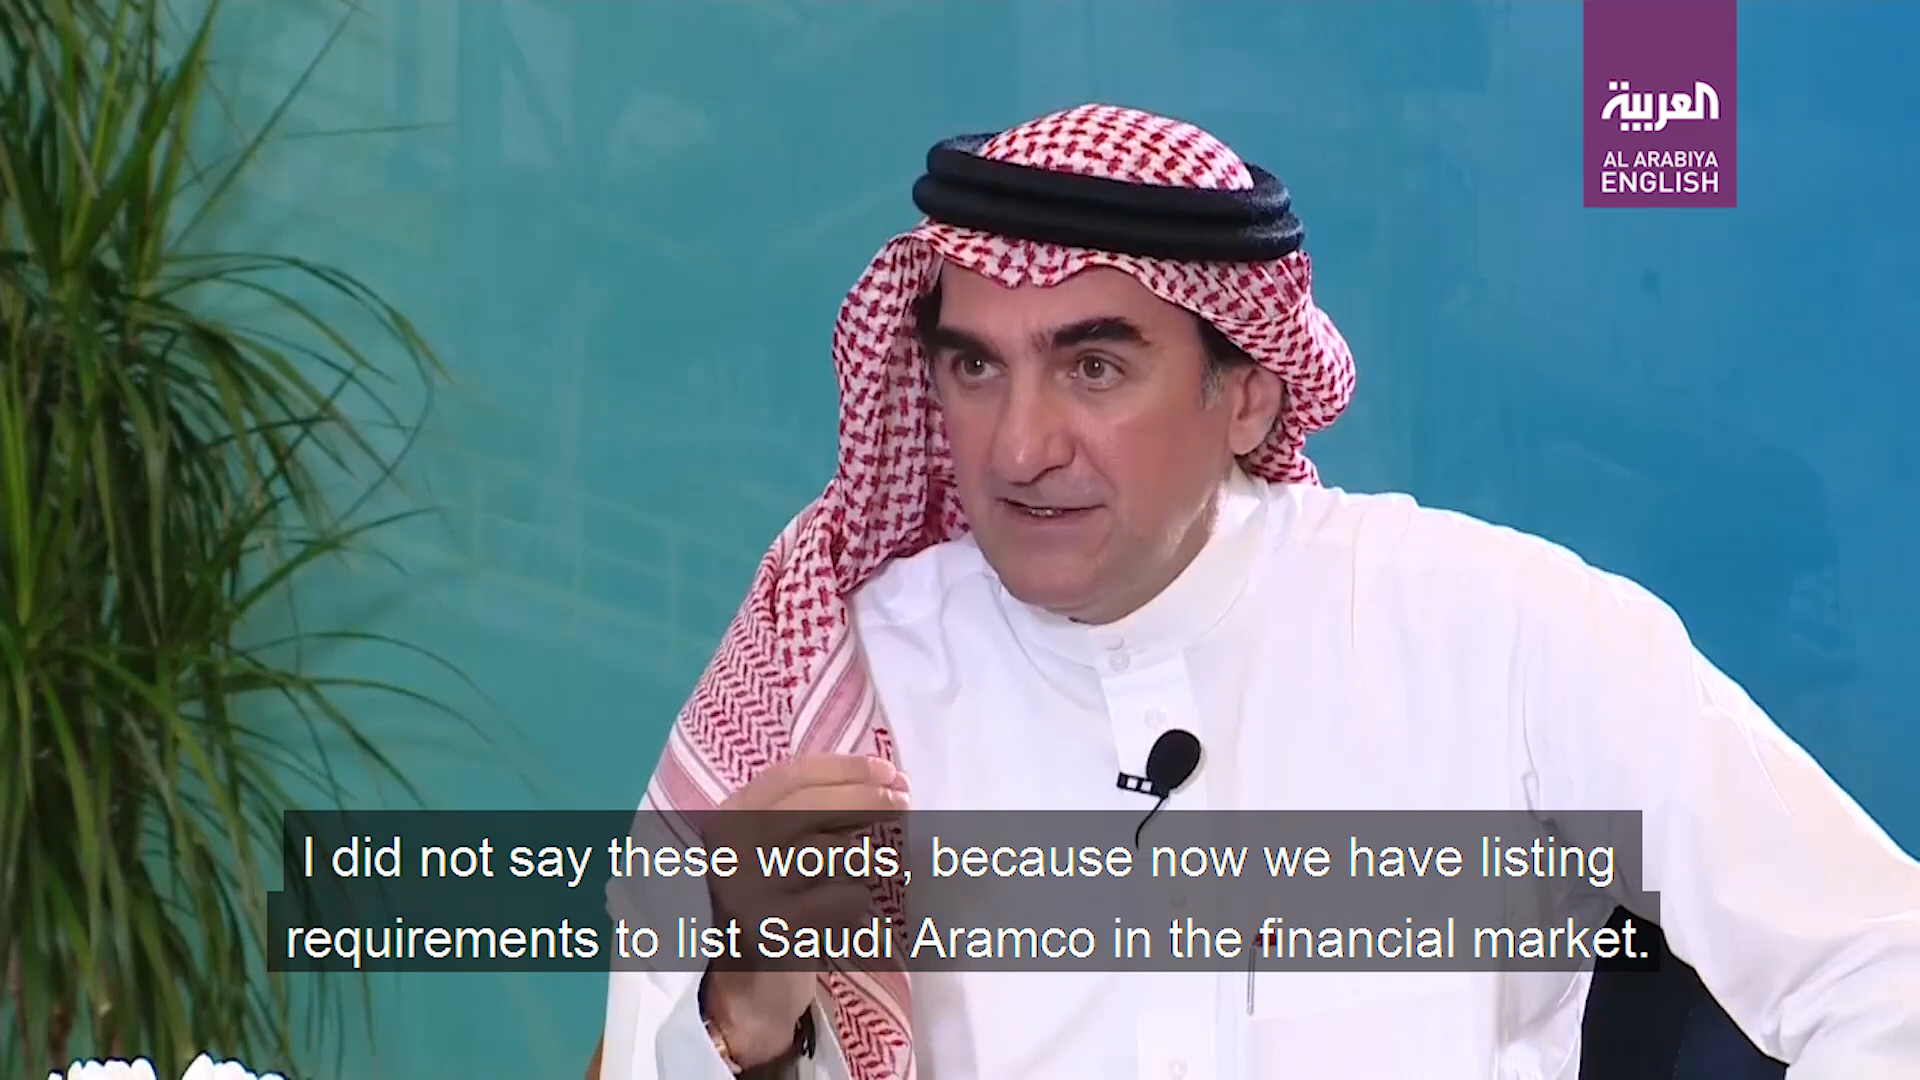 العربية
AL ARABIYA
ENGLISH
I did not say these words, because now we have listing
requirements to list Saudi Aramco in the financial market.